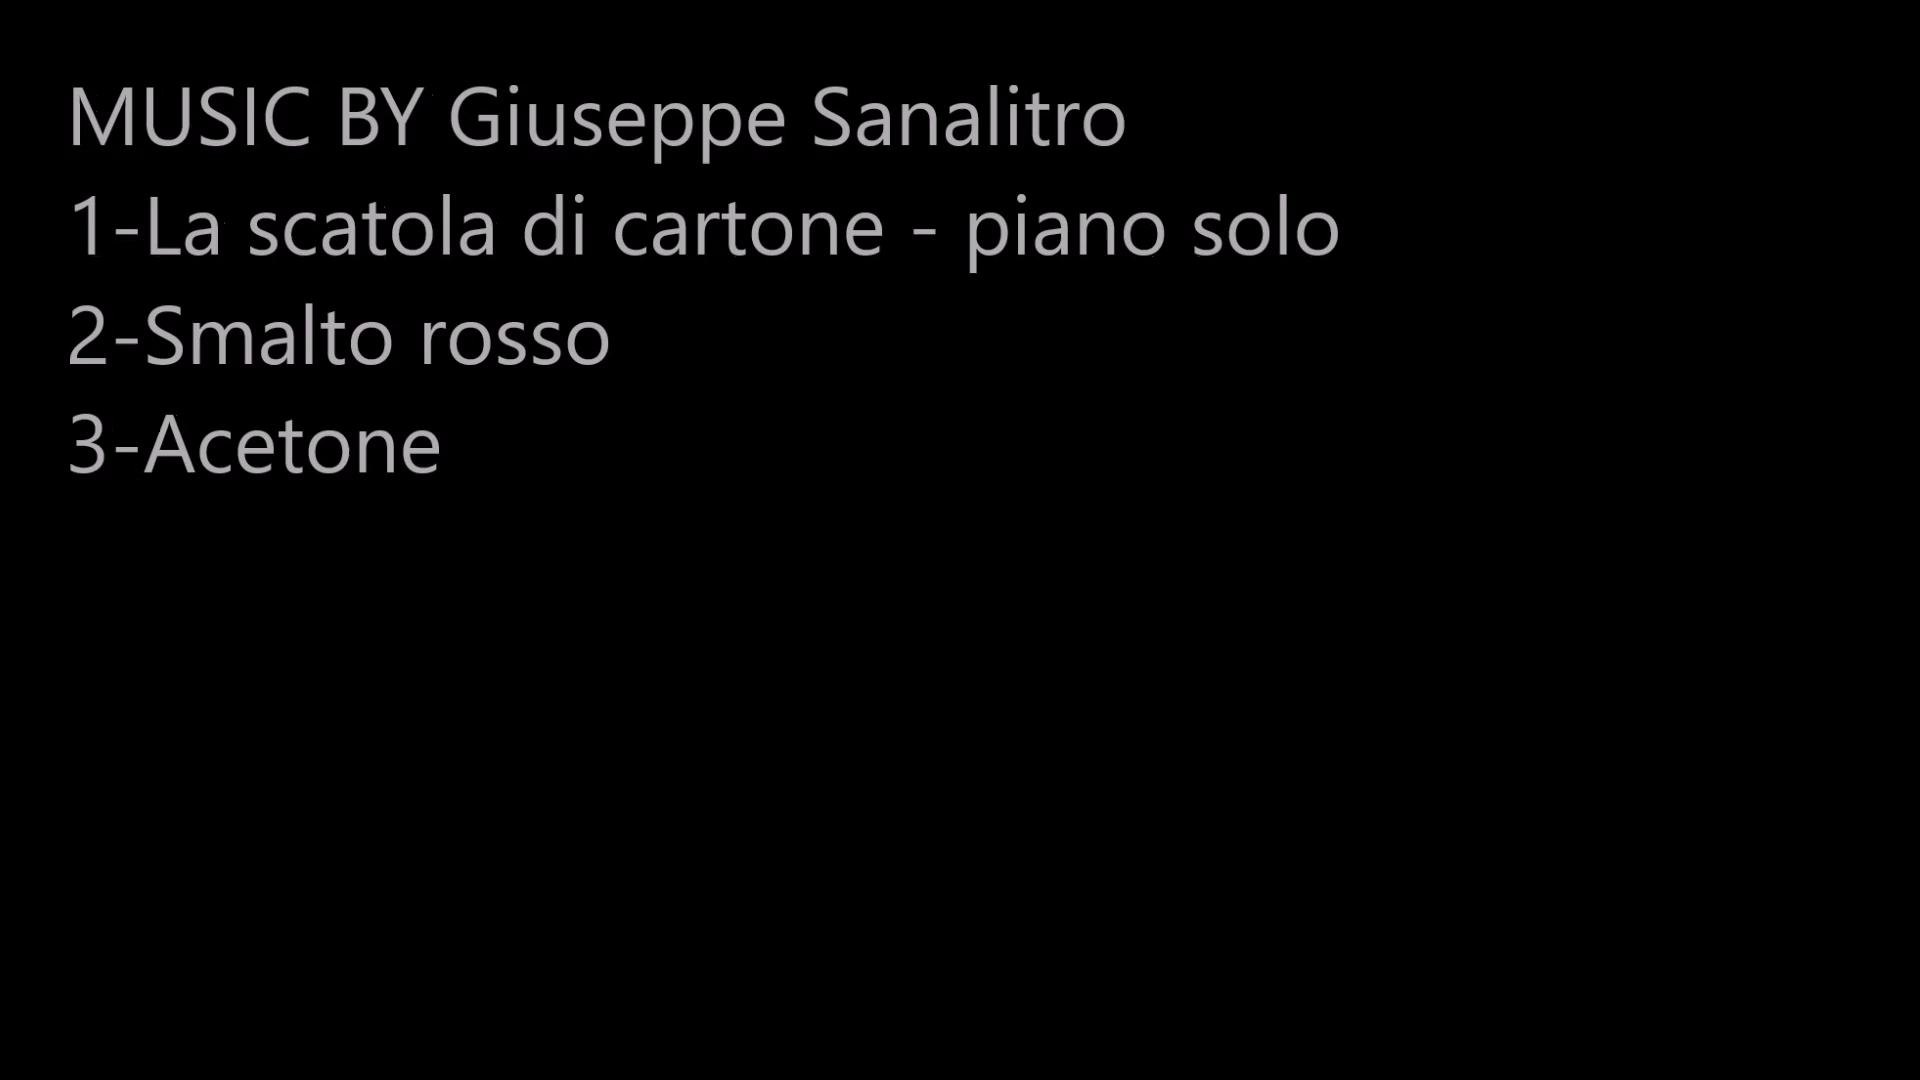 MUSIC BY Giuseppe Sanalitro
1-La scatola di cartone - piano solo
2-Smalto rosso
3-Acetone